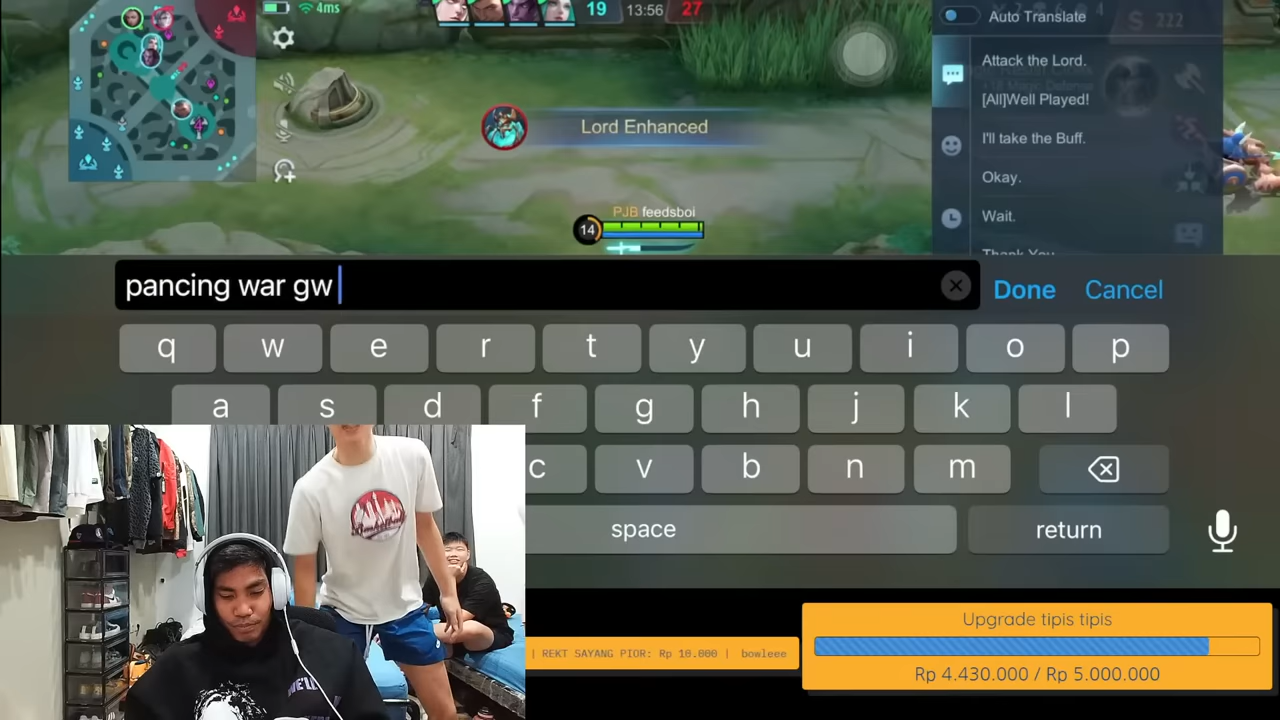 4ms
19 13:56 27
Auto Translate
Attack the Lord.
[All]Well Played!
I'll take the Buff.
Okay.
Wait.
Thank You
Lord Enhanced
PJB feedsboi
14
pancing war gw
Done Cancel
q w e r t y u i o p
a s d f g h j k l
c v b n m
space return
Upgrade tipis tipis
| REKT SAYANG PIOR: Rp 10.000 | bowleee
Rp 4.430.000 / Rp 5.000.000